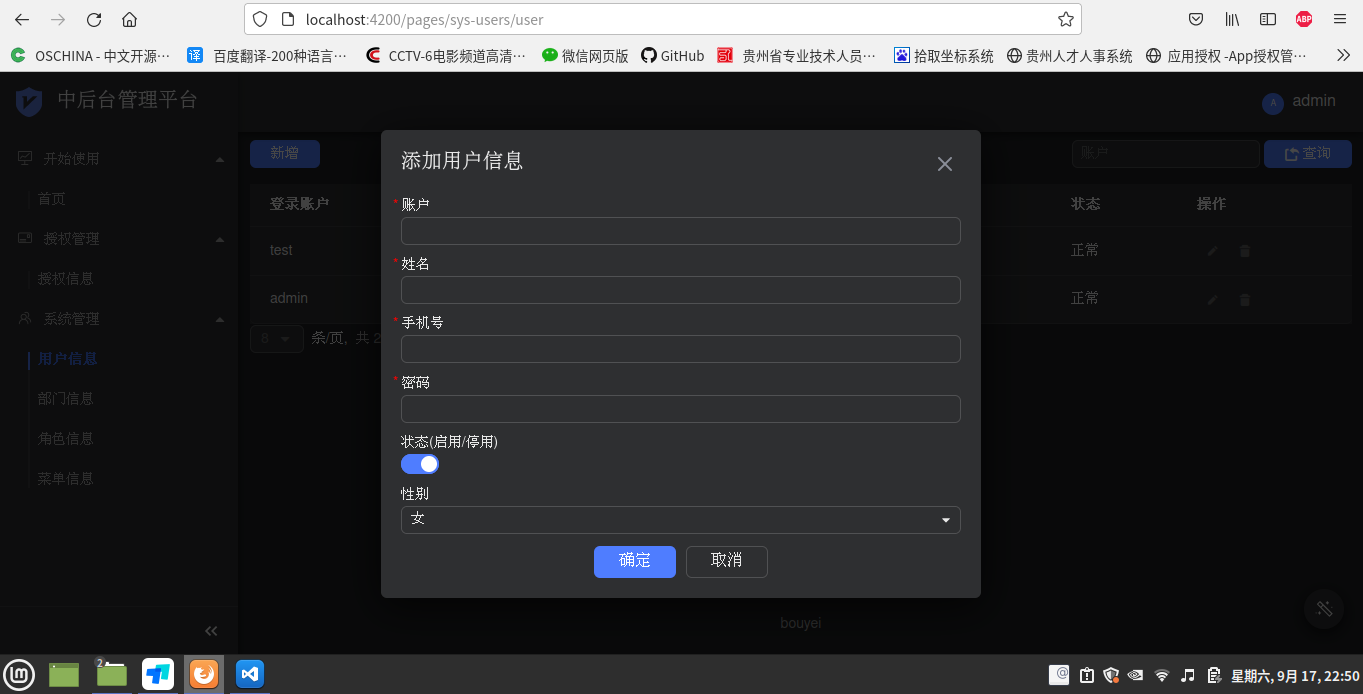 localhost:4200/pages/sys-users/user
OSCHINA - 中文开源··· 百度翻译-200种语言··· CCTV-6电影频道高清··· 微信网页版 GitHub 贵州省专业技术人员··· 拾取坐标系统 贵州人才人事系统 应用授权 -App授权管···
中后台管理平台
A admin
开始使用
首页
授权管理
授权信息
系统管理
用户信息
部门信息
角色信息
菜单信息
新增
账户
查询
登录账户 状态 操作
test 正常
admin 正常
6 条/页, 共 2
添加用户信息
* 账户
* 姓名
* 手机号
* 密码
状态(启用/停用)
性别
女
确定 取消
bouyei
2
星期六, 9月 17, 22:50